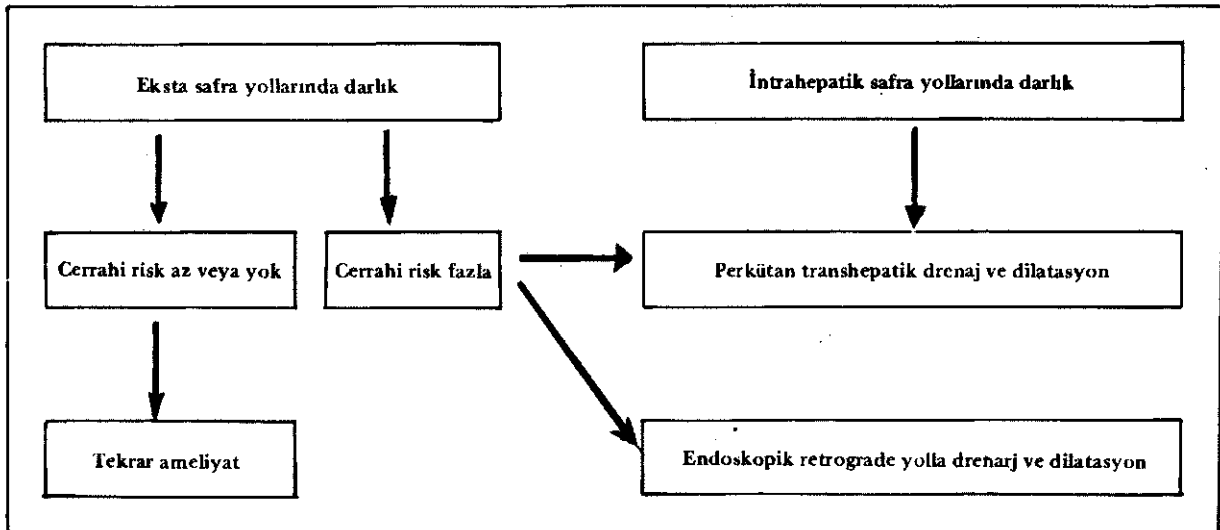 Eksta safra yollarında darlık
İntrahepatik safra yollarında darlık
Cerrahi risk az veya yok
Cerrahi risk fazla
Perkütan transhepatik drenaj ve dilatasyon
Tekrar ameliyat
Endoskopik retrograde yolla drenarj ve dilatasyon